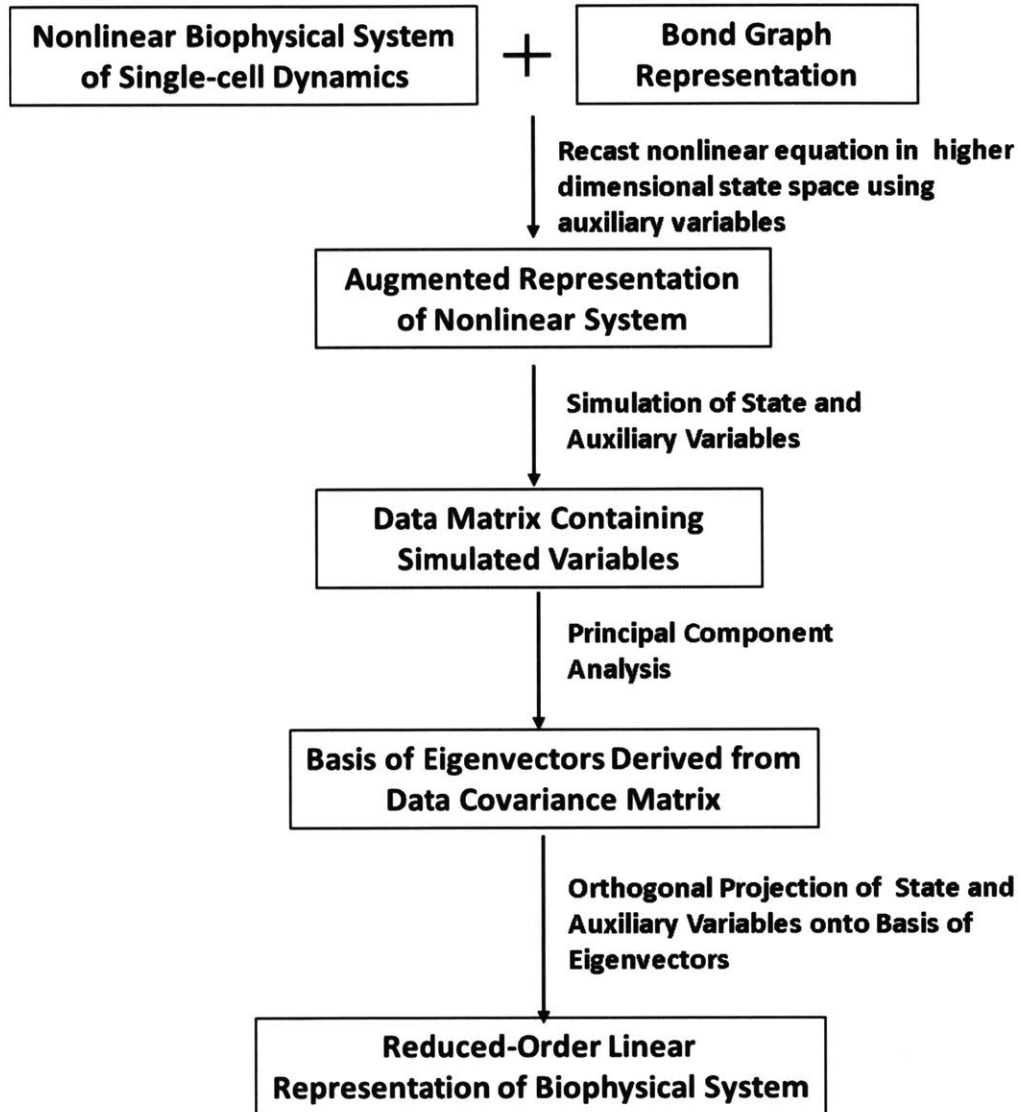 Nonlinear Biophysical System
of Single-cell Dynamics
+
Bond Graph
Representation
Recast nonlinear equation in higher
dimensional state space using
auxiliary variables
Augmented Representation
of Nonlinear System
Simulation of State and
Auxiliary Variables
Data Matrix Containing
Simulated Variables
Principal Component
Analysis
Basis of Eigenvectors Derived from
Data Covariance Matrix
Orthogonal Projection of State and
Auxiliary Variables onto Basis of
Eigenvectors
Reduced-Order Linear
Representation of Biophysical System